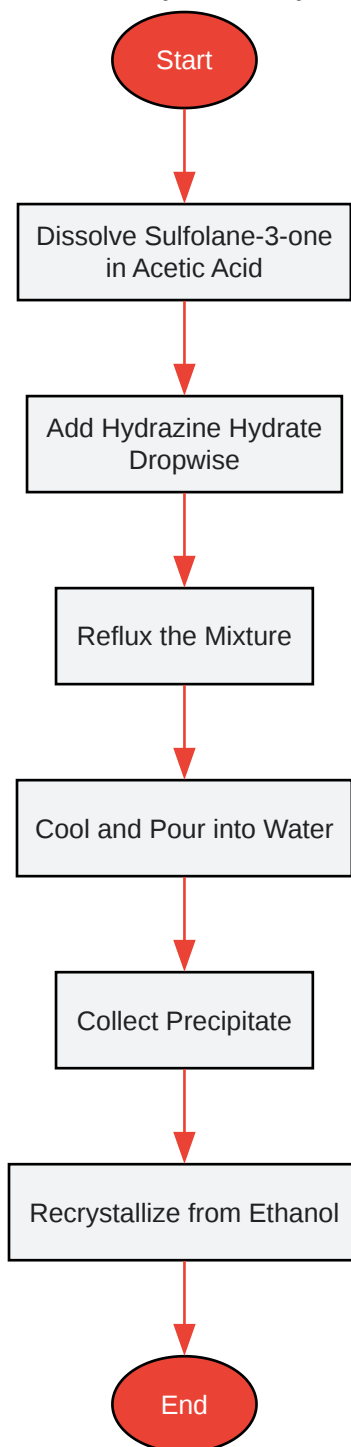 Start
Dissolve Sulfolane-3-one
in Acetic Acid
Add Hydrazine Hydrate
Dropwise
Reflux the Mixture
Cool and Pour into Water
Collect Precipitate
Recrystallize from Ethanol
End